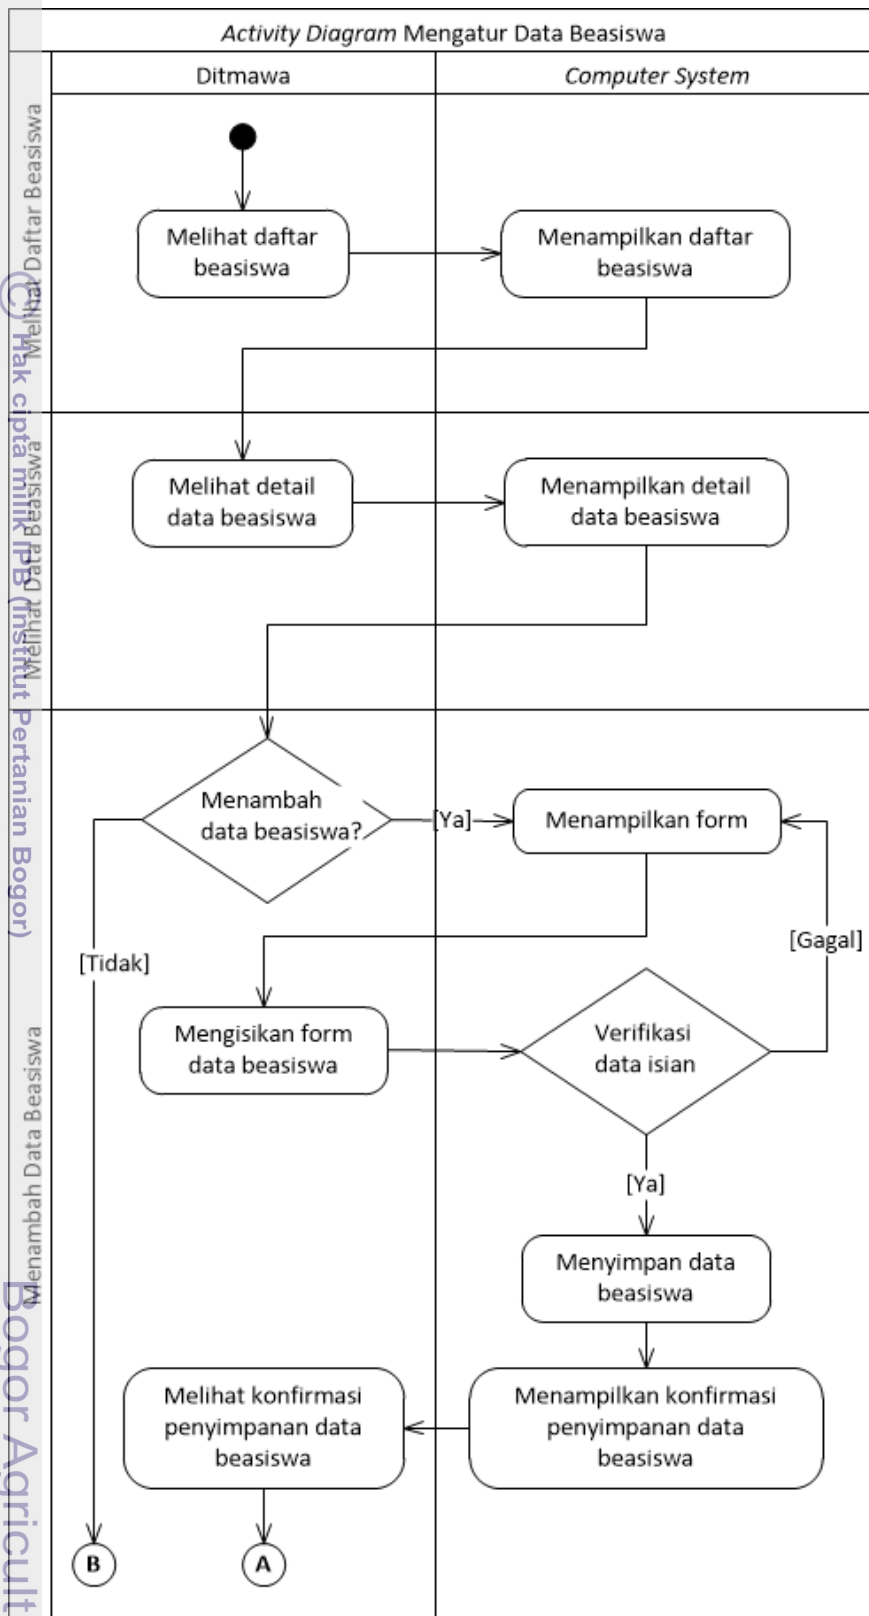 Activity Diagram Mengatur Data Beasiswa
Ditmawa
Computer System
Melihat Daftar Beasiswa
Melihat daftar
beasiswa
Menampilkan daftar
beasiswa
Melihat Data Beasiswa
Melihat detail
data beasiswa
Menampilkan detail
data beasiswa
Menambah Data Beasiswa
Menambah
data beasiswa?
[Ya]
Menampilkan form
[Tidak]
[Gagal]
Mengisikan form
data beasiswa
Verifikasi
data isian
[Ya]
Menyimpan data
beasiswa
Melihat konfirmasi
penyimpanan data
beasiswa
Menampilkan konfirmasi
penyimpanan data
beasiswa
B
A
© Hak cipta milik IPB (Institut Pertanian Bogor)
Bogor Agricult